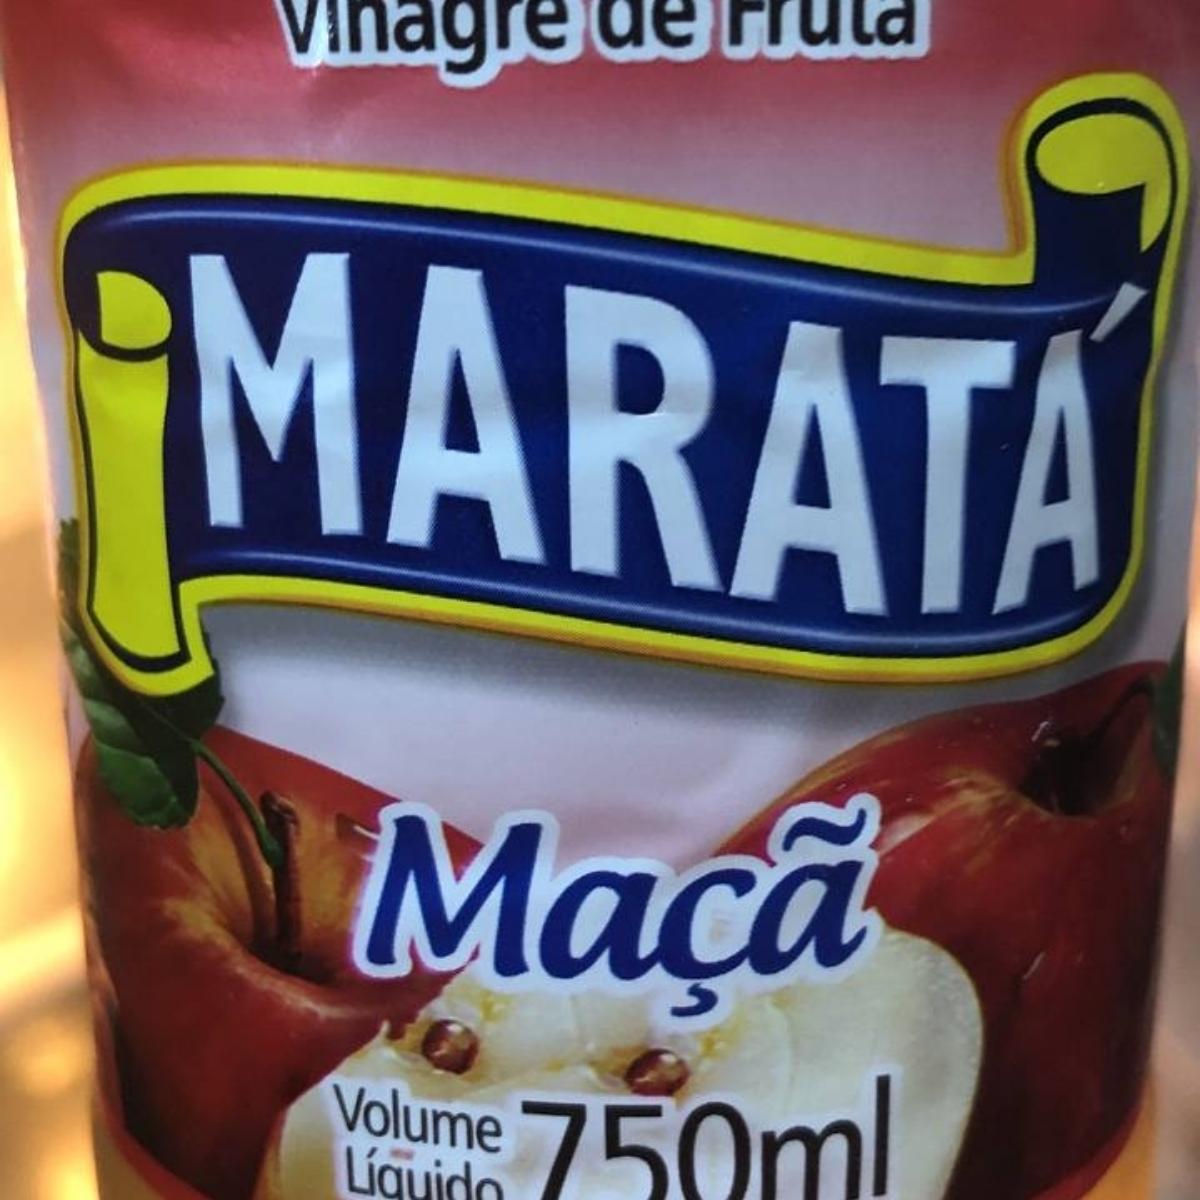 Vinagre de Fruta
MARATÁ
Maçã
Volume
Líquido
750ml